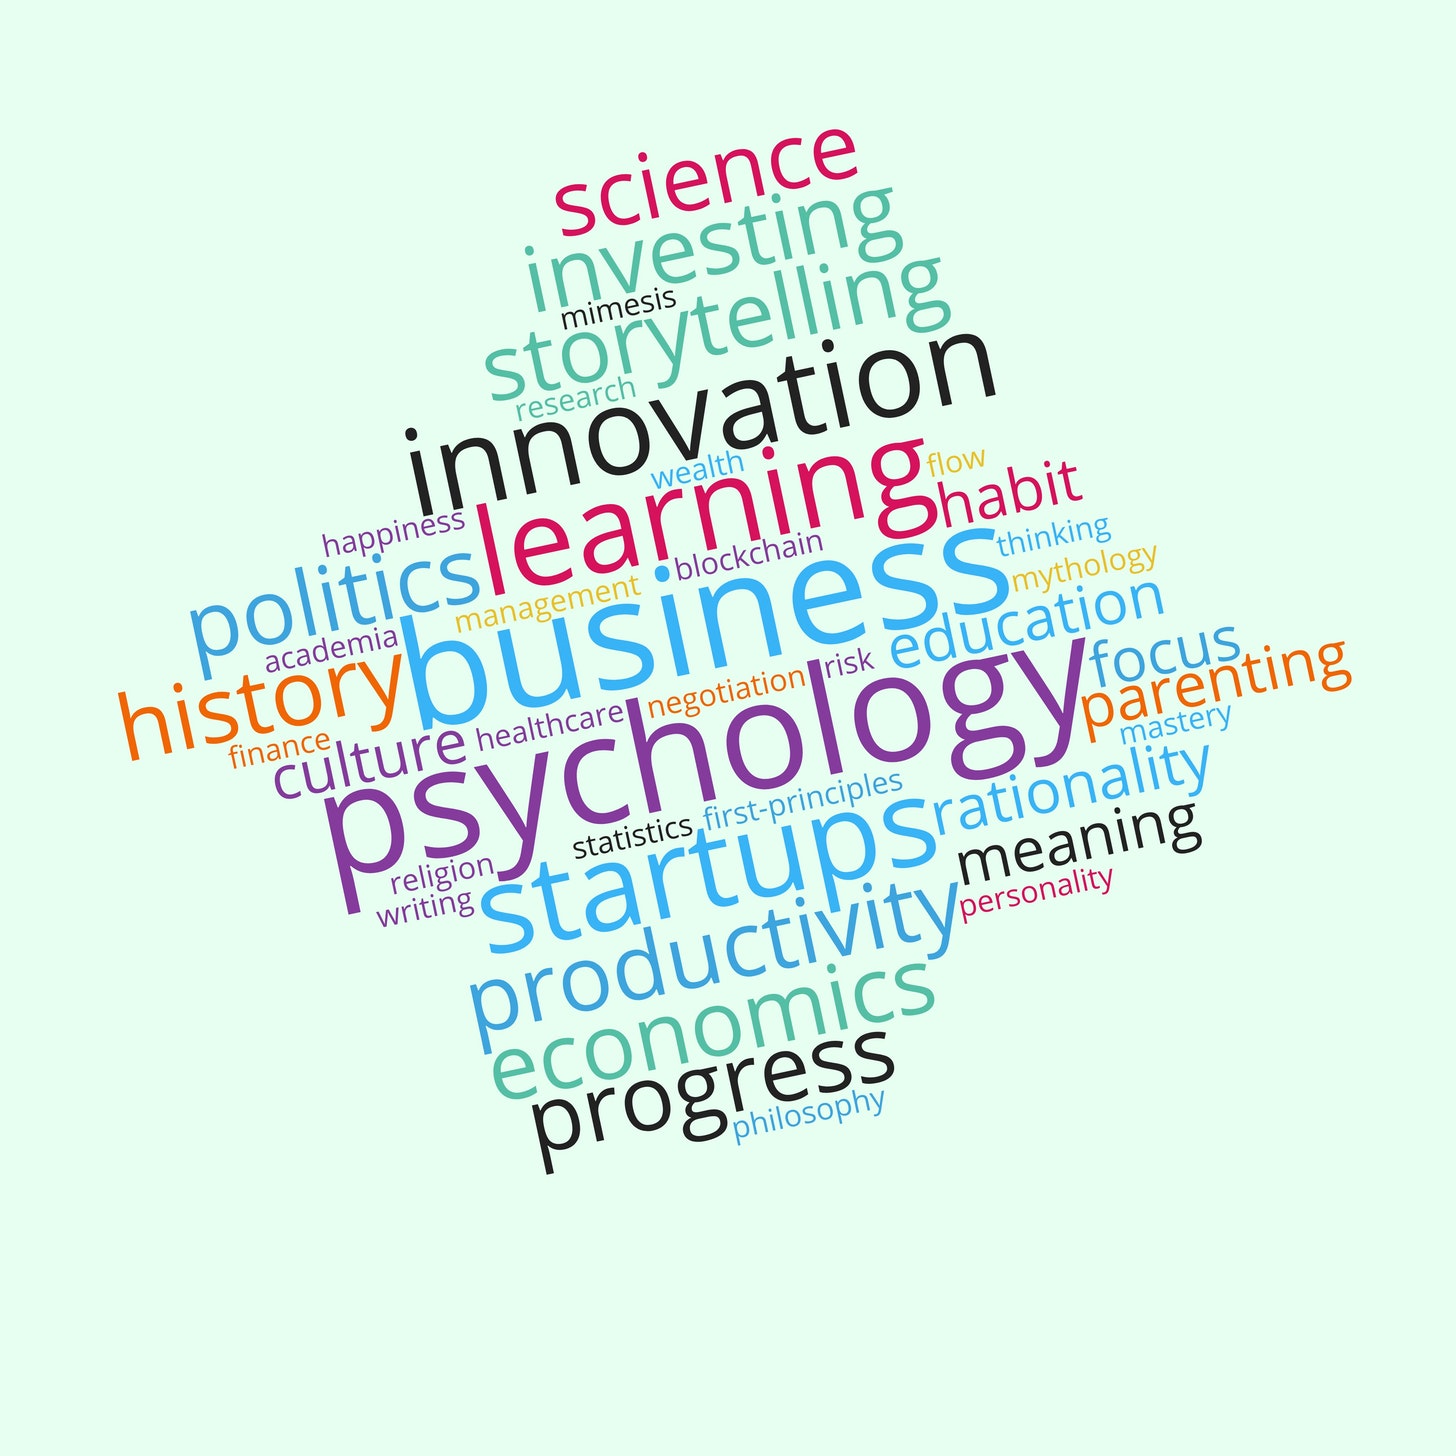 science
investing
mimesis
storytelling
research
innovation
wealth
learning
flow
habit
happiness
blockchain
thinking
politics
management
business
mythology
academia
education
history
risk
focus
negotiation
parenting
finance
culture
healthcare
psychology
mastery
first-principles
rationality
statistics
startups
meaning
religion
writing
personality
productivity
economics
progress
philosophy